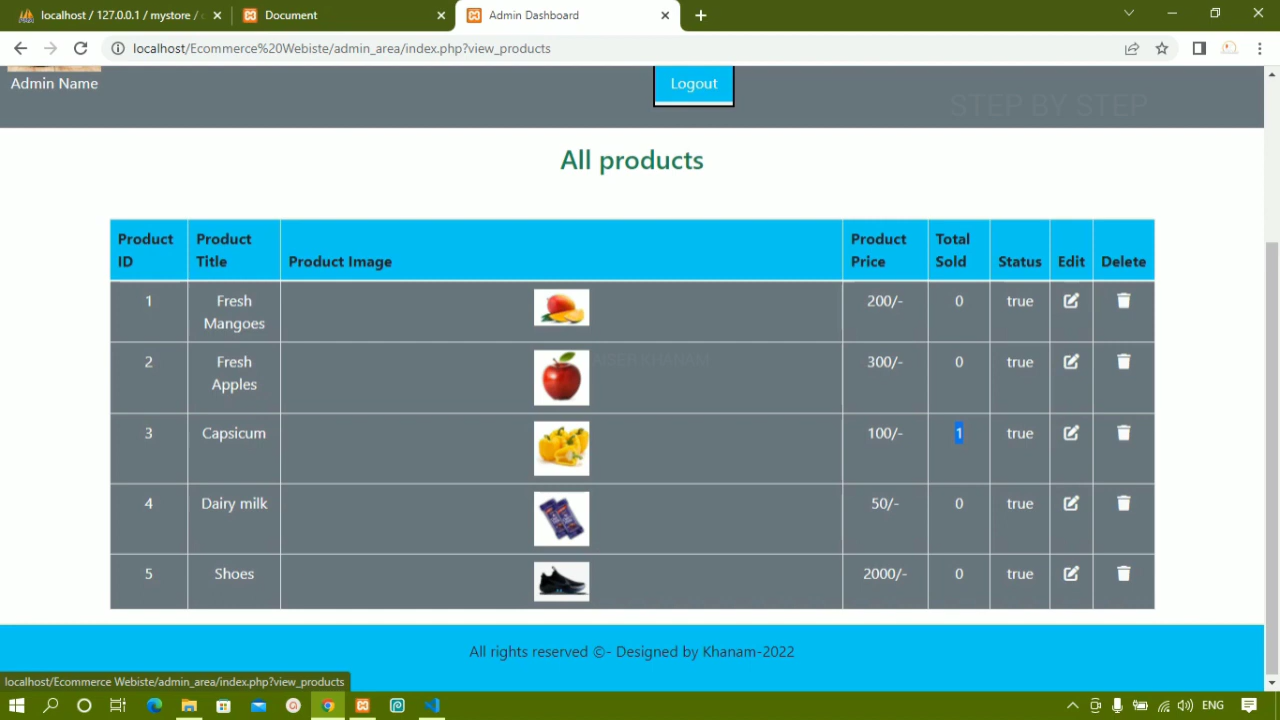 localhost / 127.0.0.1 / mystore /
Document
Admin Dashboard
localhost/Ecommerce%20Webiste/admin_area/index.php?view_products
Admin Name
Logout
STEP BY STEP
All products
Product ID
Product Title
Product Image
Product Price
Total Sold
Status
Edit
Delete
1
Fresh Mangoes
200/-
0
true
2
Fresh Apples
300/-
0
true
KHANAM
3
Capsicum
100/-
1
true
4
Dairy milk
50/-
0
true
5
Shoes
2000/-
0
true
All rights reserved ©- Designed by Khanam-2022
localhost/Ecommerce Webiste/admin_area/index.php?view_products
ENG